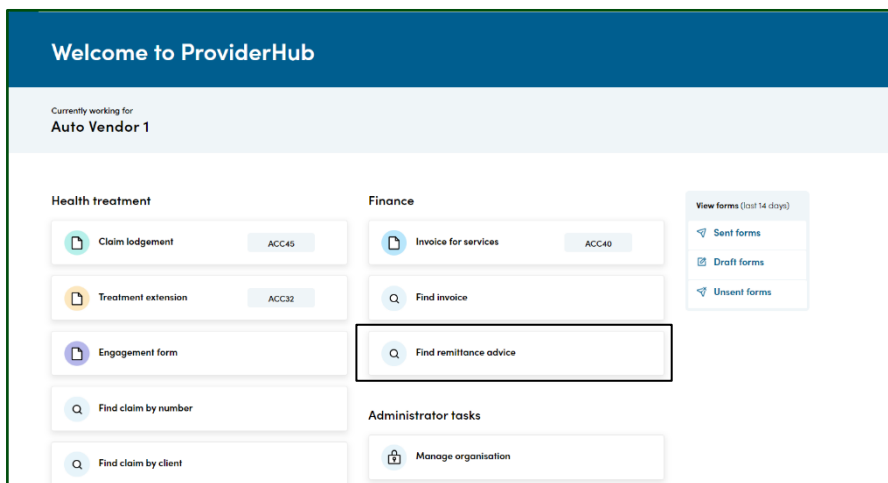 Welcome to ProviderHub
Currently working for
Auto Vendor 1
Health treatment
Claim lodgement ACC45
Treatment extension ACC32
Engagement form
Find claim by number
Find claim by client
Finance
Invoice for services ACC40
Find invoice
Find remittance advice
Administrator tasks
Manage organisation
View forms (last 14 days)
Sent forms
Draft forms
Unsent forms